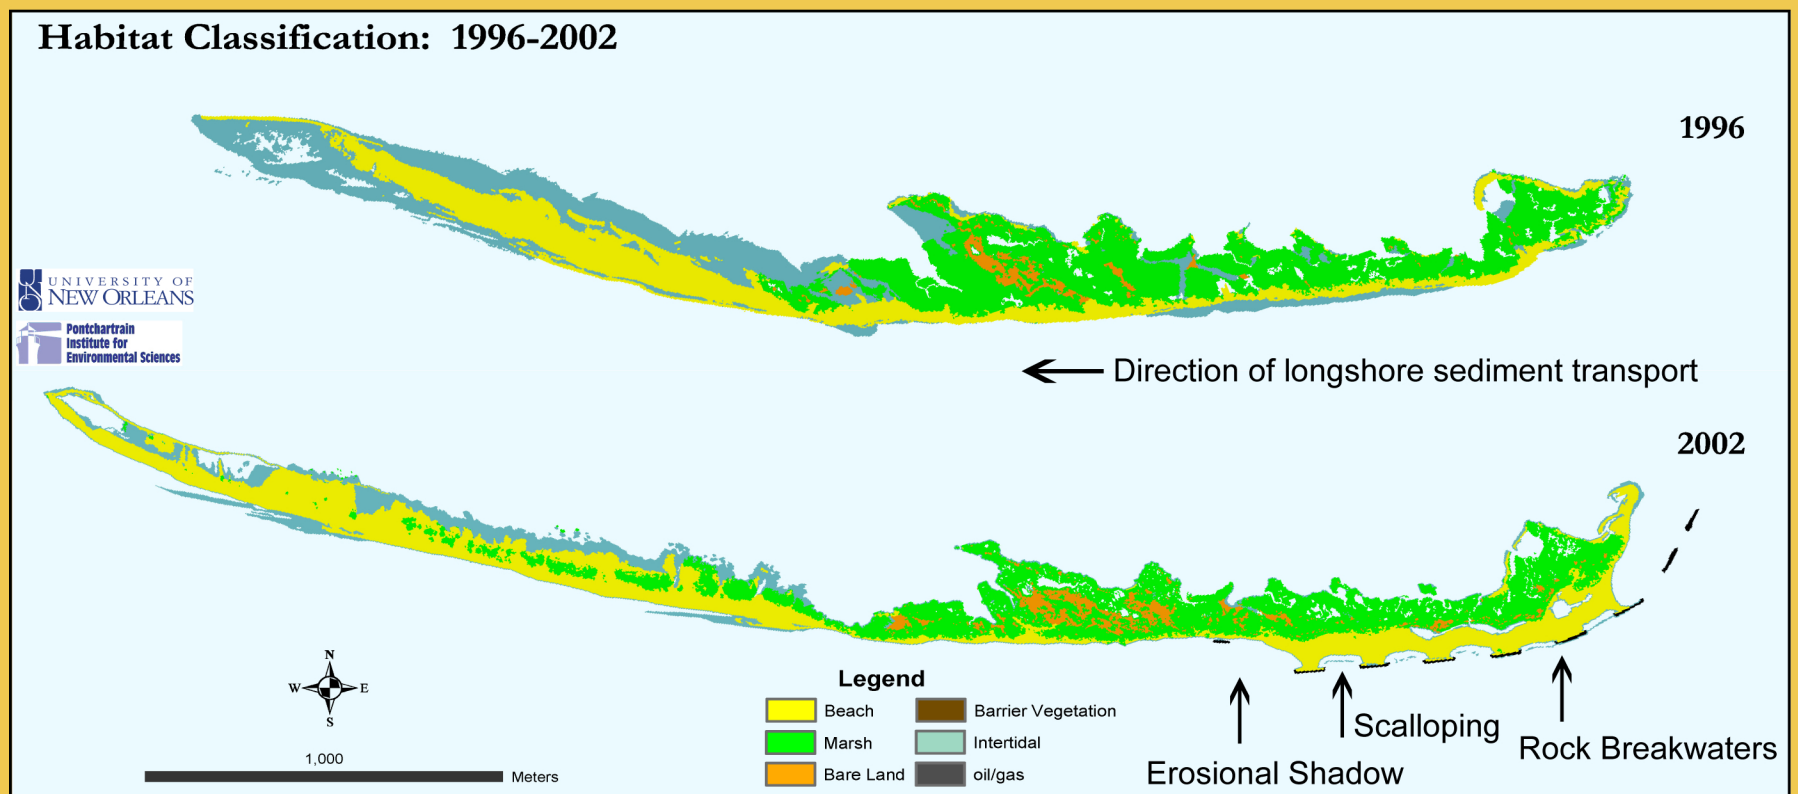 Habitat Classification: 1996-2002
1996
UNIVERSITY OF
NEW ORLEANS
Pontchartrain
Institute for
Environmental Sciences
Direction of longshore sediment transport
2002
N
W E
S
1,000
Meters
Legend
Beach
Barrier Vegetation
Marsh
Intertidal
Bare Land
oil/gas
Erosional Shadow
Scalloping
Rock Breakwaters